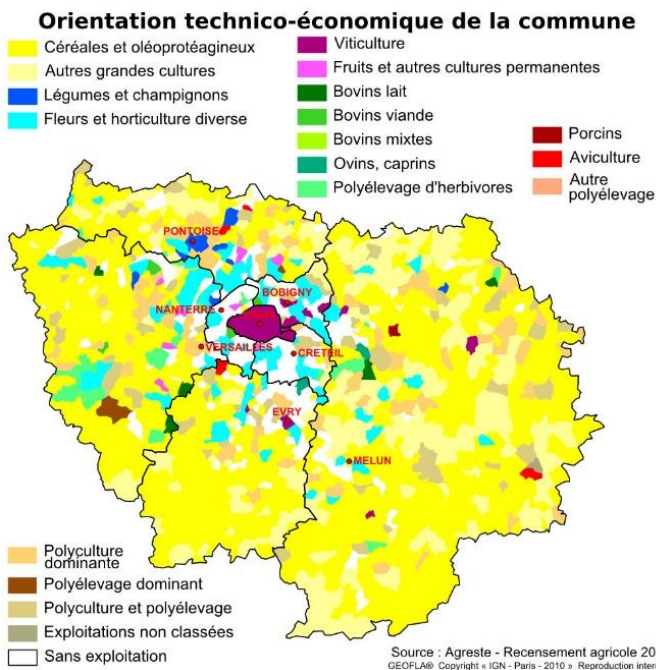 Orientation technico-économique de la commune
Céréales et oléoprotéagineux
Autres grandes cultures
Légumes et champignons
Fleurs et horticulture diverse
Viticulture
Fruits et autres cultures permanentes
Bovins lait
Bovins viande
Bovins mixtes
Ovins, caprins
Polyélevage d'herbivores
Porcins
Aviculture
Autre
polyélevage
PONTOISE
BOBIGNY
NANTERRE
VERSAILLES
CRETEIL
EVRY
MELUN
Polyculture
dominante
Polyélevage dominant
Polyculture et polyélevage
Exploitations non classées
Sans exploitation
Source : Agreste - Recensement agricole 20
GEOFLA® Copyright « IGN - Paris - 2010 » Reproduction inter